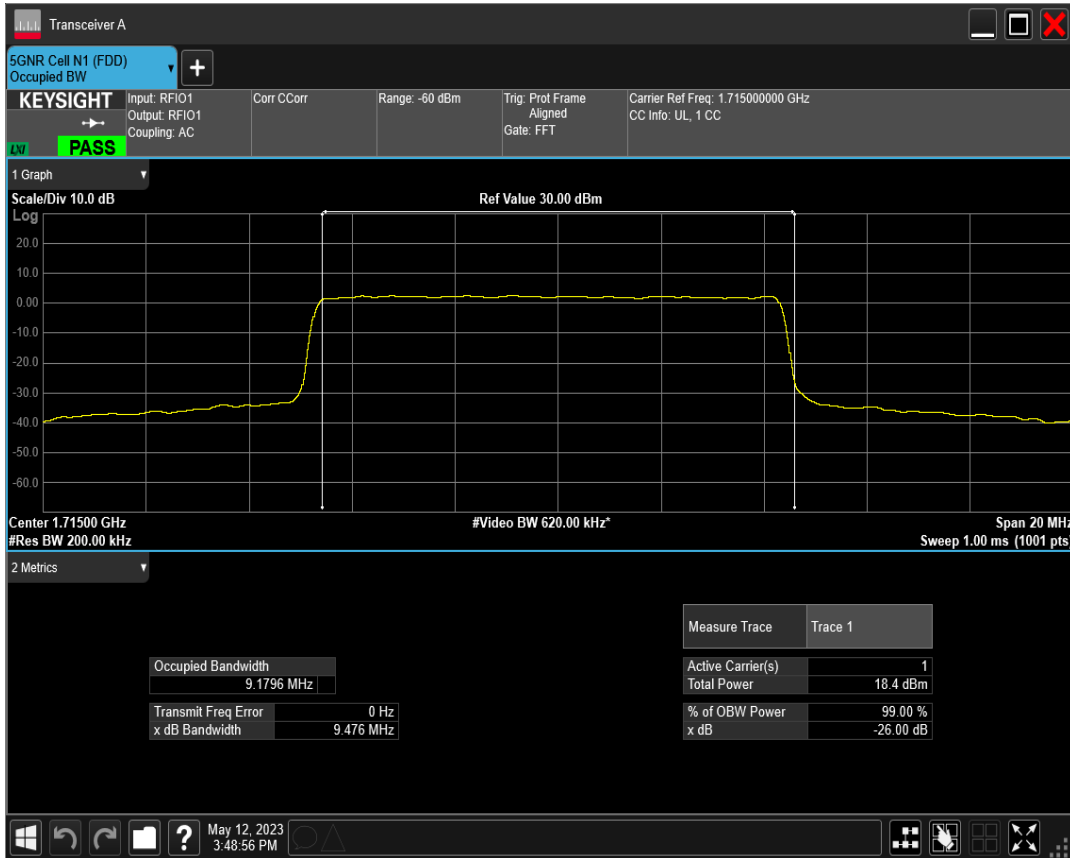 Transceiver A
5GNR Cell N1 (FDD)
Occupied BW
+
KEYSIGHT
LXI
PASS
Input: RFIO1
Output: RFIO1
Coupling: AC
Corr CCorr
Range: -60 dBm
Trig: Prot Frame
Aligned
Gate: FFT
Carrier Ref Freq: 1.715000000 GHz
CC Info: UL, 1 CC
1 Graph
Scale/Div 10.0 dB
Ref Value 30.00 dBm
Log
20.0
10.0
0.00
-10.0
-20.0
-30.0
-40.0
-50.0
-60.0
Center 1.71500 GHz
#Video BW 620.00 kHz*
Span 20 MHz
#Res BW 200.00 kHz
Sweep 1.00 ms (1001 pts)
2 Metrics
Measure Trace Trace 1
Occupied Bandwidth
9.1796 MHz
Active Carrier(s) 1
Total Power 18.4 dBm
Transmit Freq Error 0 Hz
x dB Bandwidth 9.476 MHz
% of OBW Power 99.00 %
x dB -26.00 dB
?
May 12, 2023
3:48:56 PM